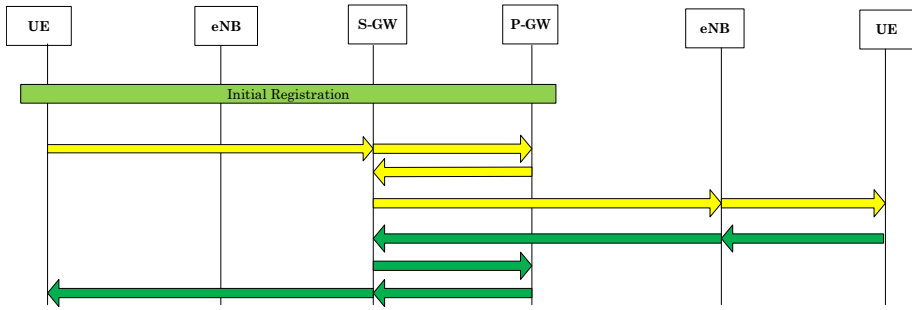 UE
eNB
S-GW
P-GW
eNB
UE
Initial Registration